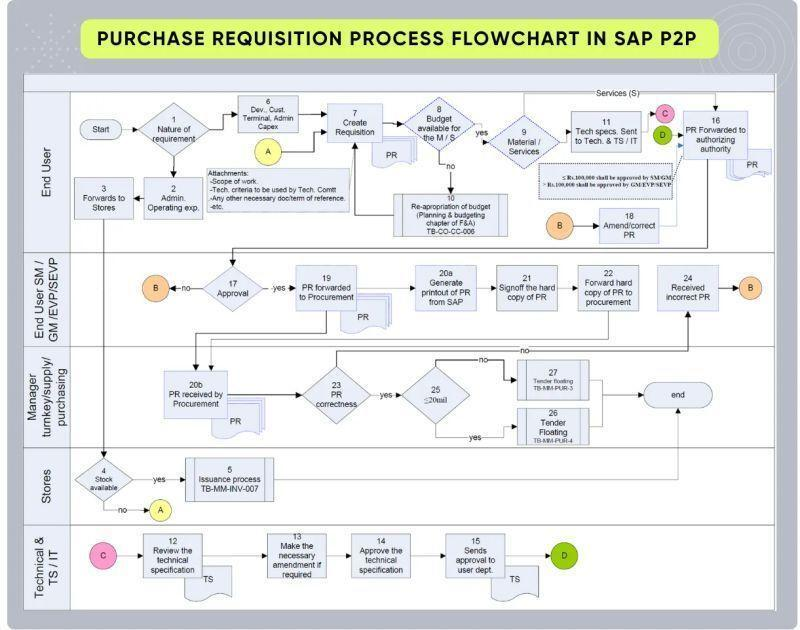 PURCHASE REQUISITION PROCESS FLOWCHART IN SAP P2P
End User
Start
1
Nature of
requirement
6
Dev., Cust.
Terminal, Admin
Capex
A
7
Create
Requisition
PR
8
Budget
available for
the M / S
yes
no
9
Material /
Services
Services (S)
11
Tech specs. Sent
to Tech. & TS / IT
C
D
16
PR Forwarded to
authorizing
authority
PR
3
Forwards to
Stores
2
Admin.
Operating exp.
Attachments:
-Scope of work.
-Tech. criteria to be used by Tech. Comtt
-Any other necessary doc/term of reference.
-etc.
10
Re-apropriation of budget
(Planning & budgeting
chapter of F&A)
TB-CO-CC-006
≤ Rs.100,000 shall be approved by SM/GM.
> Rs.100,000 shall be approved by GM/EVP/SEVP.
B
18
Amend/correct
PR
End User SM /
GM /EVP/SEVP
B
no
17
Approval
yes
19
PR forwarded
to Procurement
PR
20a
Generate
printout of PR
from SAP
21
Signoff the hard
copy of PR
22
Forward hard
copy of PR to
procurement
24
Received
incorrect PR
B
Manager
turnkey/supply/
purchasing
20b
PR received by
Procurement
PR
23
PR
correctness
no
yes
25
≤20mil
no
yes
27
Tender floating
TB-MM-PUR-3
26
Tender
Floating
TB-MM-PUR-4
end
Stores
4
Stock
available
yes
no
A
5
Issuance process
TB-MM-INV-007
Technical &
TS / IT
C
12
Review the
technical
specification
TS
13
Make the
necessary
amendment if
required
14
Approve the
technical
specification
15
Sends
approval to
user dept.
TS
D